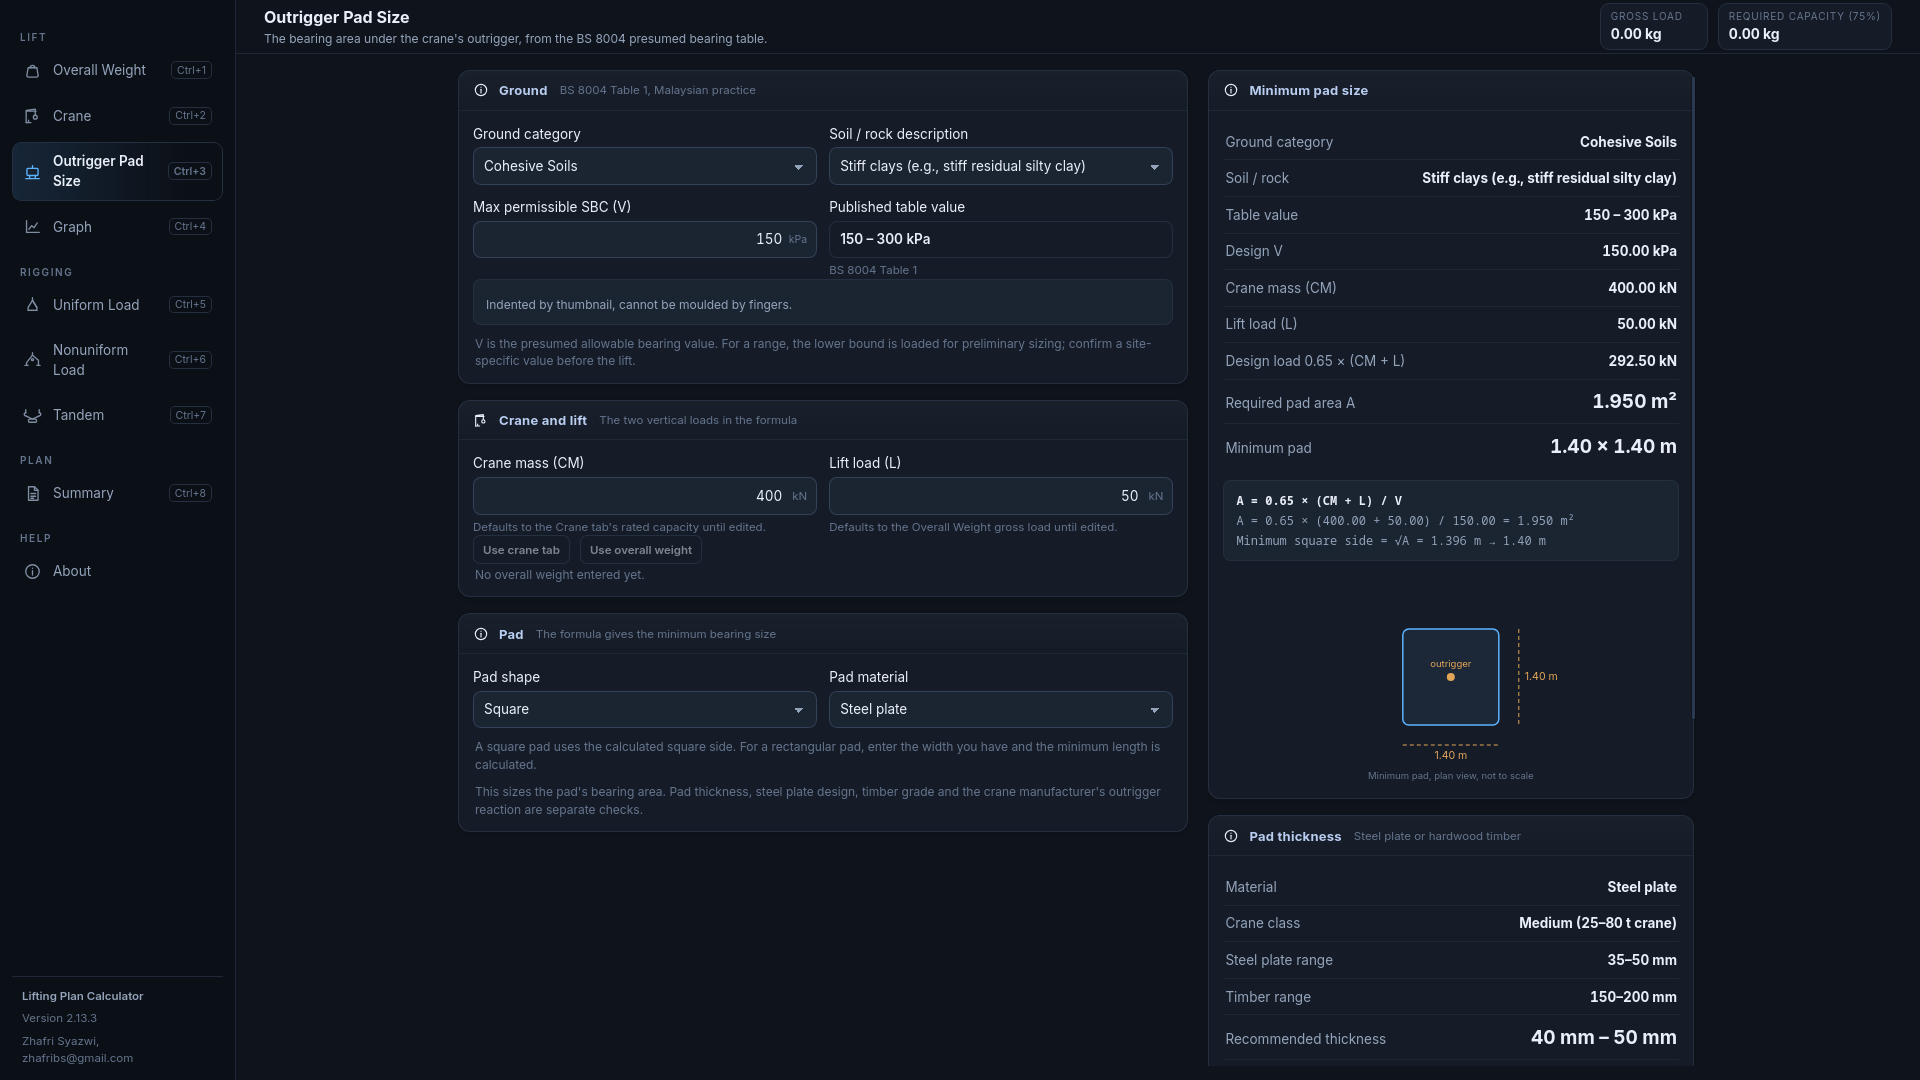 LIFT
Overall Weight Ctrl+1
Crane Ctrl+2
Outrigger Pad
Size Ctrl+3
Graph Ctrl+4
RIGGING
Uniform Load Ctrl+5
Nonuniform
Load Ctrl+6
Tandem Ctrl+7
PLAN
Summary Ctrl+8
HELP
About
Lifting Plan Calculator
Version 2.13.3
Zhafri Syazwi,
zhafribs@gmail.com
Outrigger Pad Size
The bearing area under the crane's outrigger, from the BS 8004 presumed bearing table.
GROSS LOAD
0.00 kg
REQUIRED CAPACITY (75%)
0.00 kg
Ground BS 8004 Table 1, Malaysian practice
Ground category Soil / rock description
Cohesive Soils Stiff clays (e.g., stiff residual silty clay)
Max permissible SBC (V) Published table value
150 kPa 150 – 300 kPa
BS 8004 Table 1
Indented by thumbnail, cannot be moulded by fingers.
V is the presumed allowable bearing value. For a range, the lower bound is loaded for preliminary sizing; confirm a site-
specific value before the lift.
Crane and lift The two vertical loads in the formula
Crane mass (CM) Lift load (L)
400 kN 50 kN
Defaults to the Crane tab's rated capacity until edited. Defaults to the Overall Weight gross load until edited.
Use crane tab Use overall weight
No overall weight entered yet.
Pad The formula gives the minimum bearing size
Pad shape Pad material
Square Steel plate
A square pad uses the calculated square side. For a rectangular pad, enter the width you have and the minimum length is
calculated.
This sizes the pad's bearing area. Pad thickness, steel plate design, timber grade and the crane manufacturer's outrigger
reaction are separate checks.
Minimum pad size
Ground category Cohesive Soils
Soil / rock Stiff clays (e.g., stiff residual silty clay)
Table value 150 – 300 kPa
Design V 150.00 kPa
Crane mass (CM) 400.00 kN
Lift load (L) 50.00 kN
Design load 0.65 × (CM + L) 292.50 kN
Required pad area A 1.950 m²
Minimum pad 1.40 × 1.40 m
A = 0.65 × (CM + L) / V
A = 0.65 × (400.00 + 50.00) / 150.00 = 1.950 m²
Minimum square side = √A = 1.396 m → 1.40 m
outrigger
1.40 m
1.40 m
Minimum pad, plan view, not to scale
Pad thickness Steel plate or hardwood timber
Material Steel plate
Crane class Medium (25–80 t crane)
Steel plate range 35–50 mm
Timber range 150–200 mm
Recommended thickness 40 mm – 50 mm